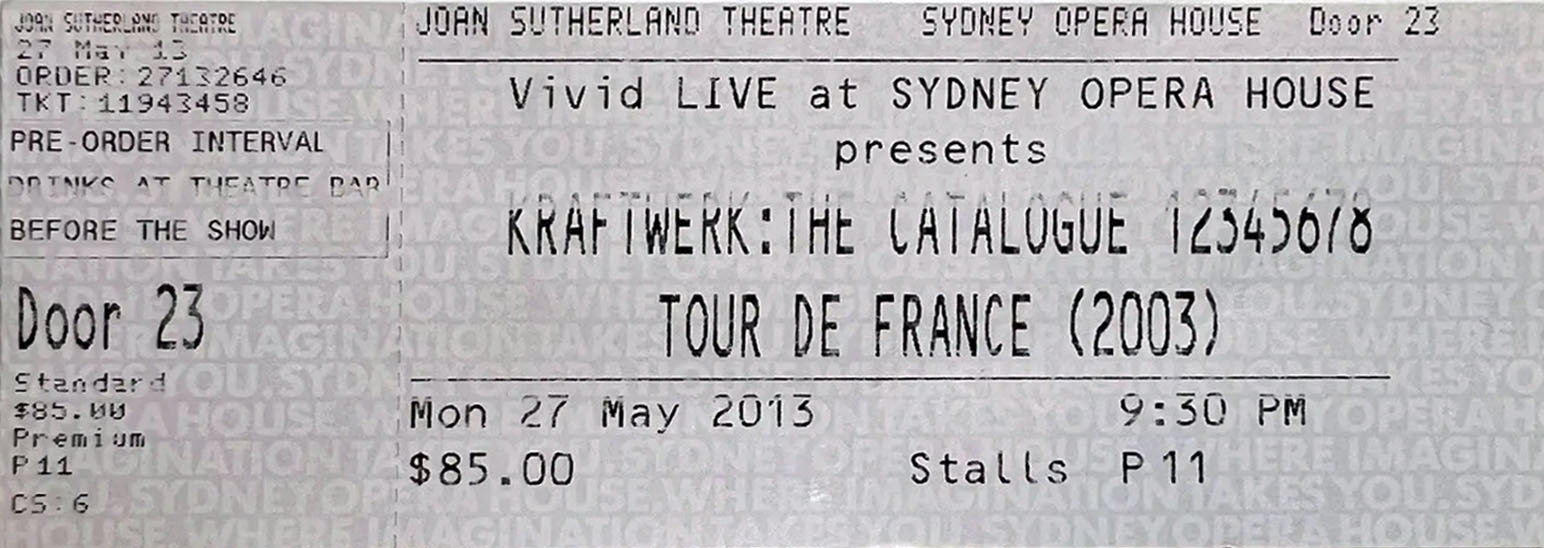 JOAN SUTHERLAND THEATRE
27 May 13
ORDER:27132646
TKT:11943458
PRE-ORDER INTERVAL
DRINKS AT THEATRE BAR
BEFORE THE SHOW
Door 23
Standard
$85.00
Premium
P11
CS:6
JOAN SUTHERLAND THEATRE SYDNEY OPERA HOUSE Door 23
Vivid LIVE at SYDNEY OPERA HOUSE
presents
KRAFTWERK:THE CATALOGUE 12345678
TOUR DE FRANCE (2003)
Mon 27 May 2013 9:30 PM
$85.00 Stalls P11